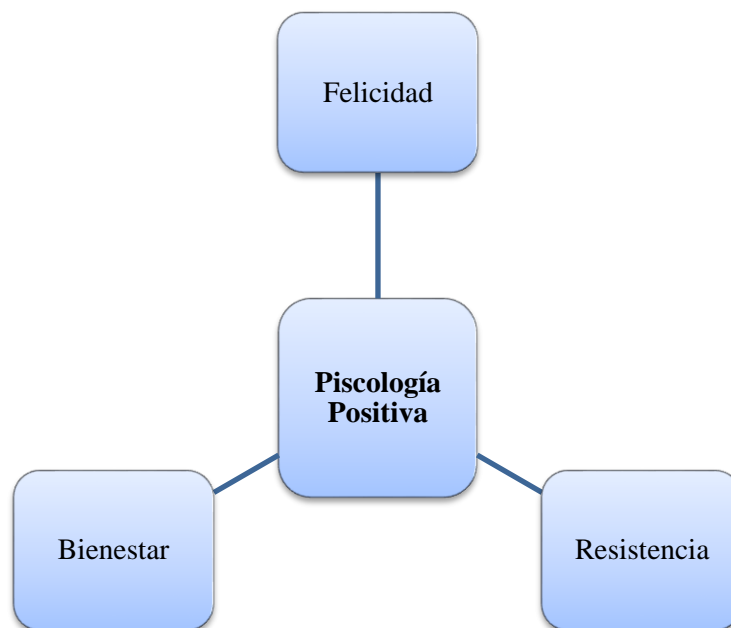 Felicidad
Piscología
Positiva
Bienestar
Resistencia